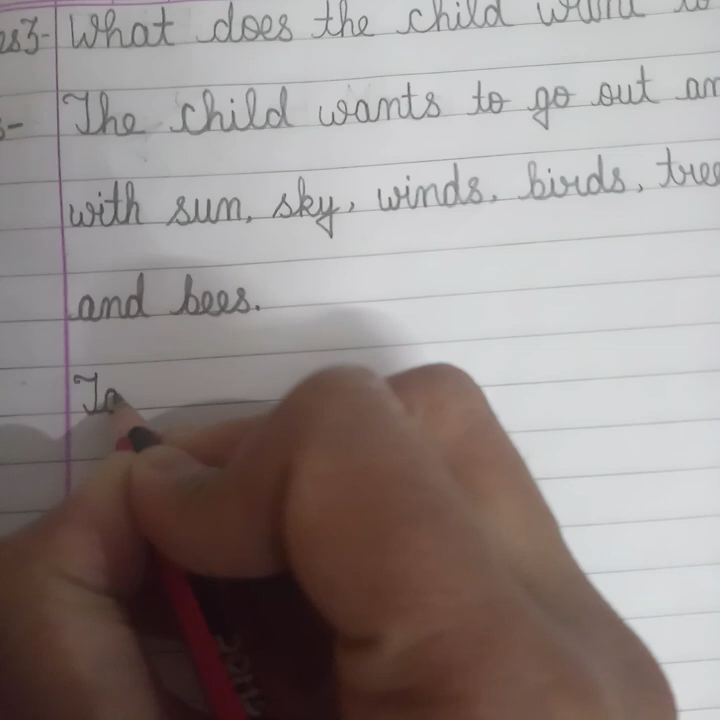 What does the child
The child wants to go out
with sun, sky, winds, birds,
and bees.